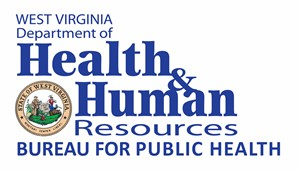 WEST VIRGINIA
Department of
Health
&
Human
STATE OF WEST VIRGINIA
Resources
BUREAU FOR PUBLIC HEALTH